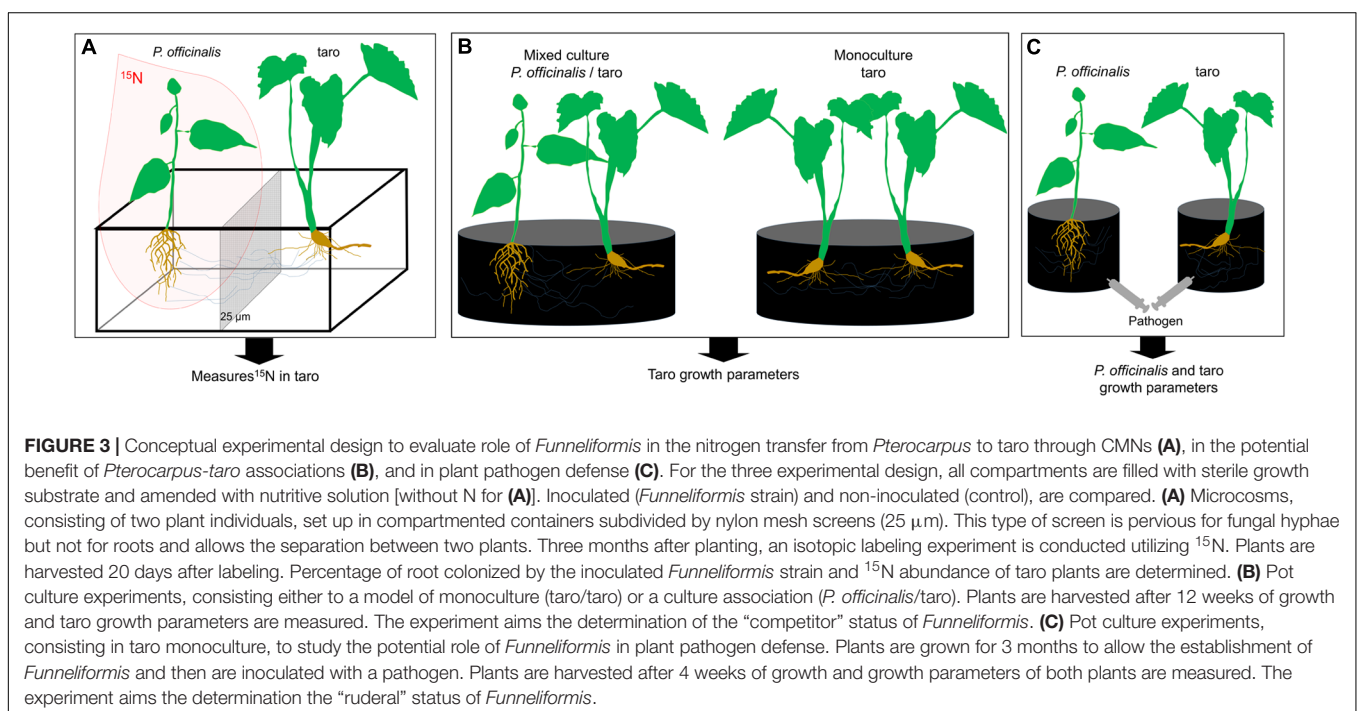 A
P. officinalis
taro
15N
25 µm
Measures15N in taro
B
Mixed culture
P. officinalis / taro
Monoculture
taro
Taro growth parameters
C
P. officinalis
taro
Pathogen
P. officinalis and taro
growth parameters
FIGURE 3 | Conceptual experimental design to evaluate role of Funneliformis in the nitrogen transfer from Pterocarpus to taro through CMNs (A), in the potential
benefit of Pterocarpus-taro associations (B), and in plant pathogen defense (C). For the three experimental design, all compartments are filled with sterile growth
substrate and amended with nutritive solution [without N for (A)]. Inoculated (Funneliformis strain) and non-inoculated (control), are compared. (A) Microcosms,
consisting of two plant individuals, set up in compartmented containers subdivided by nylon mesh screens (25 µm). This type of screen is pervious for fungal hyphae
but not for roots and allows the separation between two plants. Three months after planting, an isotopic labeling experiment is conducted utilizing 15N. Plants are
harvested 20 days after labeling. Percentage of root colonized by the inoculated Funneliformis strain and 15N abundance of taro plants are determined. (B) Pot
culture experiments, consisting either to a model of monoculture (taro/taro) or a culture association (P. officinalis/taro). Plants are harvested after 12 weeks of growth
and taro growth parameters are measured. The experiment aims the determination of the “competitor” status of Funneliformis. (C) Pot culture experiments,
consisting in taro monoculture, to study the potential role of Funneliformis in plant pathogen defense. Plants are grown for 3 months to allow the establishment of
Funneliformis and then are inoculated with a pathogen. Plants are harvested after 4 weeks of growth and growth parameters of both plants are measured. The
experiment aims the determination the “ruderal” status of Funneliformis.